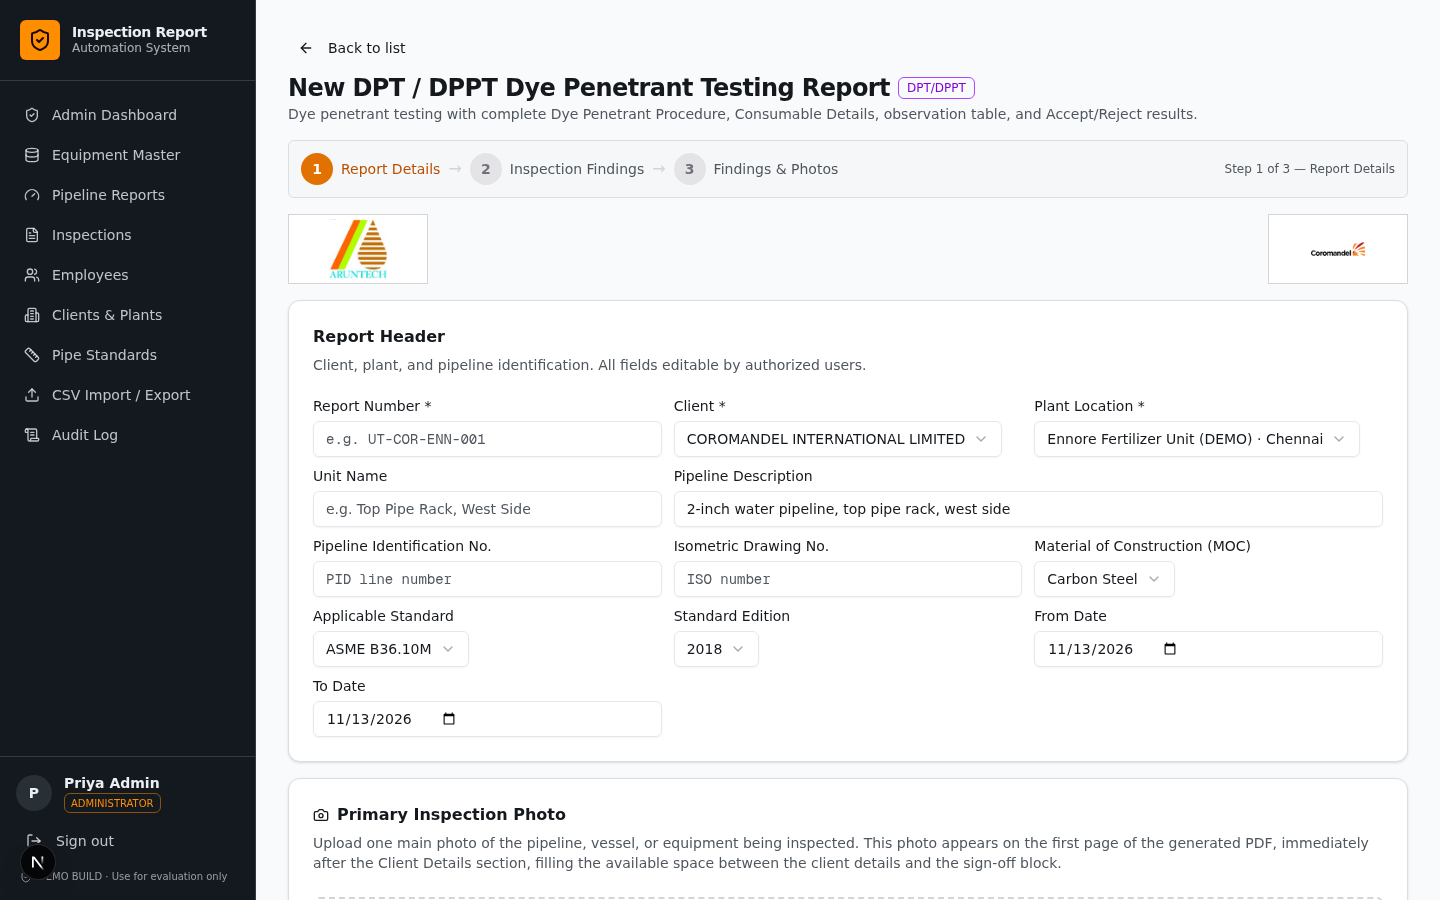 Inspection Report
Automation System
Admin Dashboard
Equipment Master
Pipeline Reports
Inspections
Employees
Clients & Plants
Pipe Standards
CSV Import / Export
Audit Log
P
Priya Admin
ADMINISTRATOR
Sign out
N
EMO BUILD · Use for evaluation only
Back to list
New DPT / DPPT Dye Penetrant Testing Report DPT/DPPT
Dye penetrant testing with complete Dye Penetrant Procedure, Consumable Details, observation table, and Accept/Reject results.
1 Report Details → 2 Inspection Findings → 3 Findings & Photos Step 1 of 3 — Report Details
ARUNTECH
Coromandel
Report Header
Client, plant, and pipeline identification. All fields editable by authorized users.
Report Number * Client * Plant Location *
e.g. UT-COR-ENN-001 COROMANDEL INTERNATIONAL LIMITED Ennore Fertilizer Unit (DEMO) · Chennai
Unit Name Pipeline Description
e.g. Top Pipe Rack, West Side 2-inch water pipeline, top pipe rack, west side
Pipeline Identification No. Isometric Drawing No. Material of Construction (MOC)
PID line number ISO number Carbon Steel
Applicable Standard Standard Edition From Date
ASME B36.10M 2018 11/13/2026
To Date
11/13/2026
Primary Inspection Photo
Upload one main photo of the pipeline, vessel, or equipment being inspected. This photo appears on the first page of the generated PDF, immediately
after the Client Details section, filling the available space between the client details and the sign-off block.